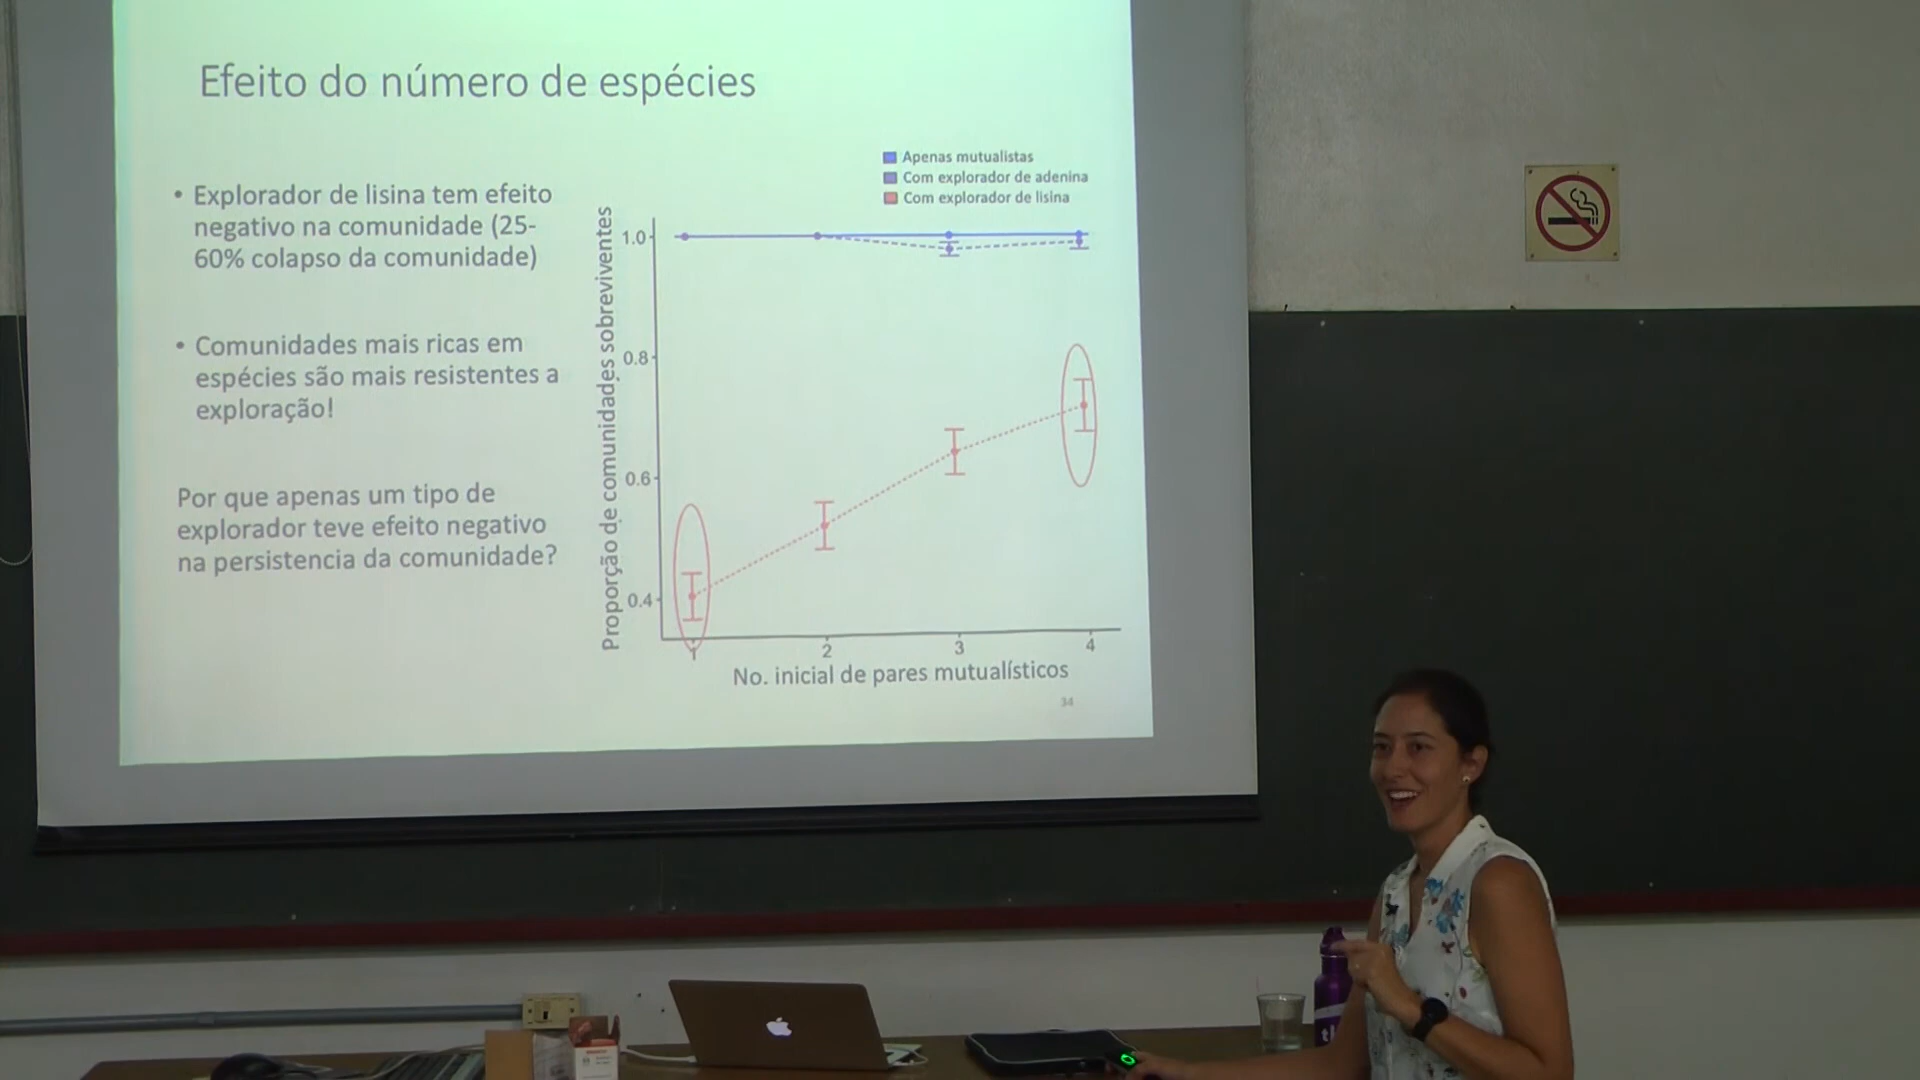 Efeito do número de espécies
• Explorador de lisina tem efeito
negativo na comunidade (25-
60% colapso da comunidade)
• Comunidades mais ricas em
espécies são mais resistentes a
exploração!
Por que apenas um tipo de
explorador teve efeito negativo
na persistencia da comunidade?
Apenas mutualistas
Com explorador de adenina
Com explorador de lisina
Proporção de comunidades sobreviventes
1.0
0.8
0.6
0.4
1 2 3 4
No. inicial de pares mutualísticos
34